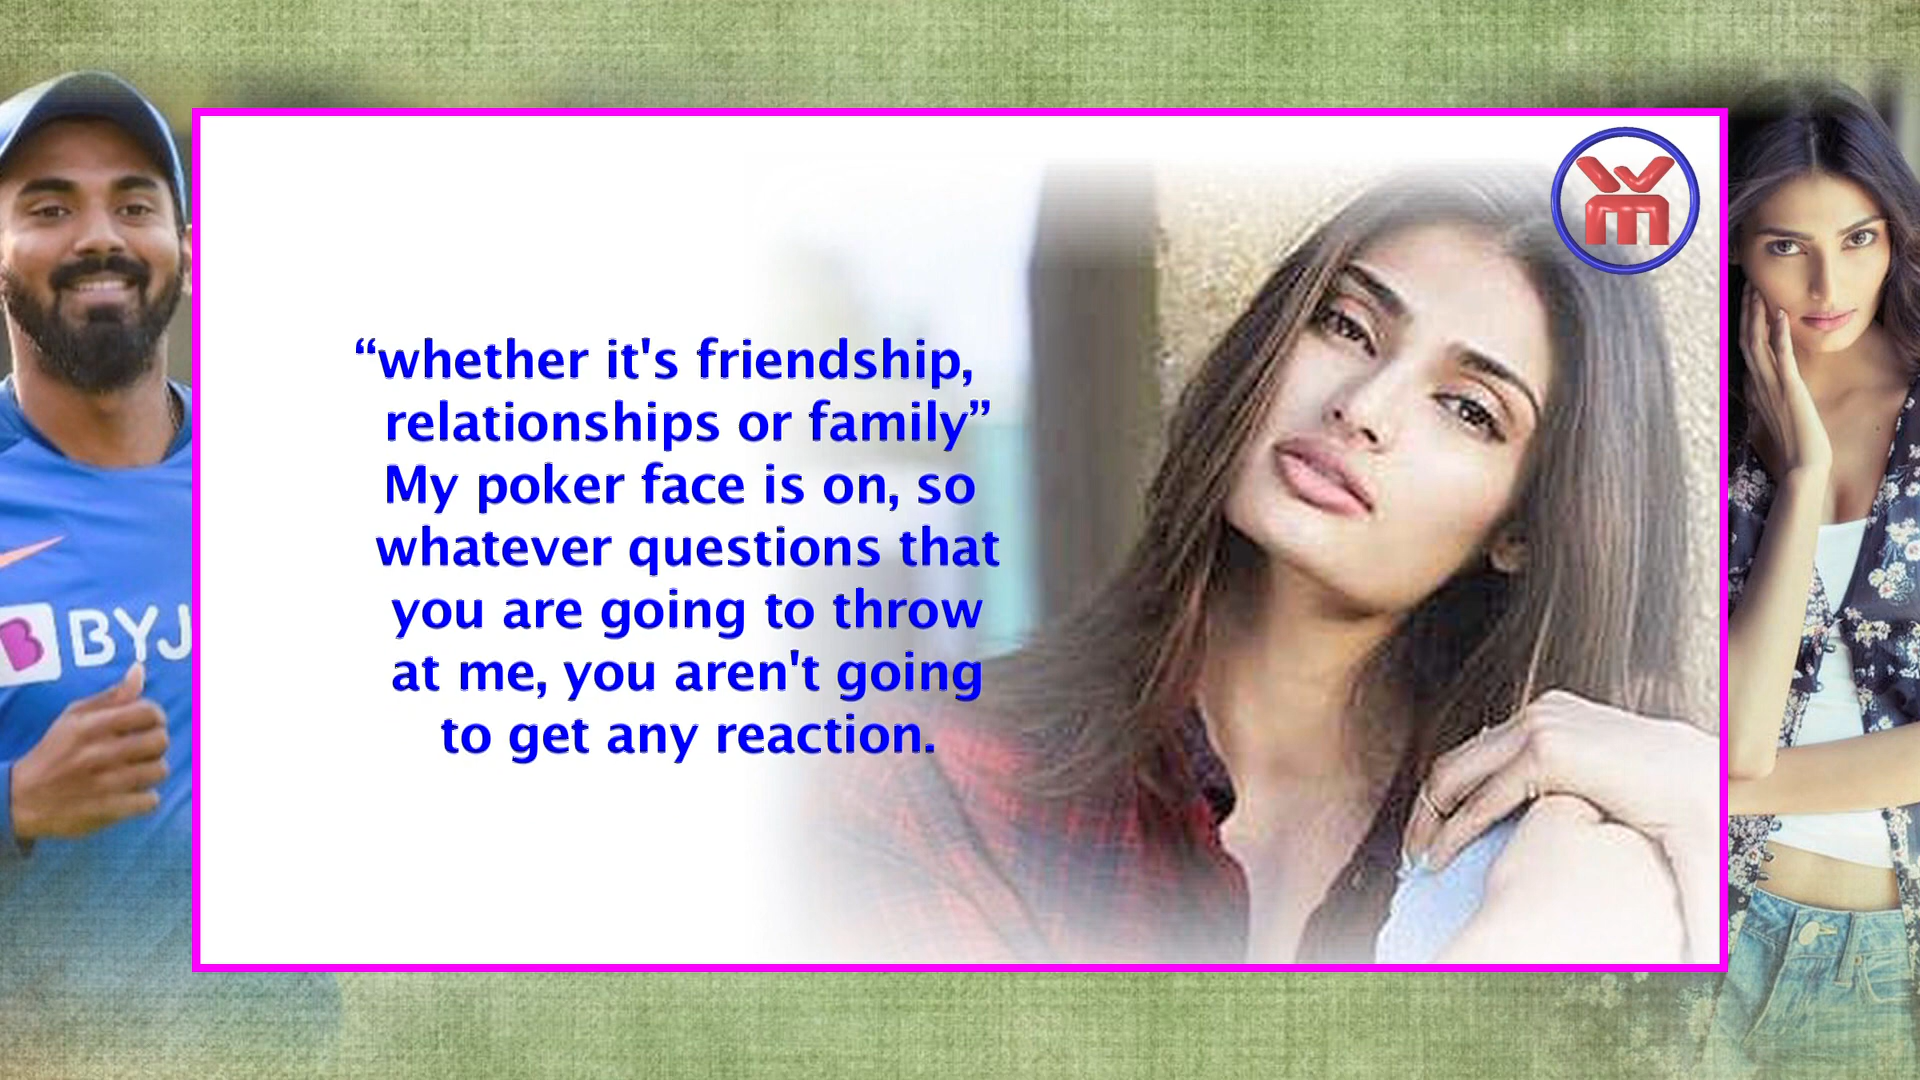 “whether it's friendship,
relationships or family”
My poker face is on, so
whatever questions that
you are going to throw
at me, you aren't going
to get any reaction.
B BYJ